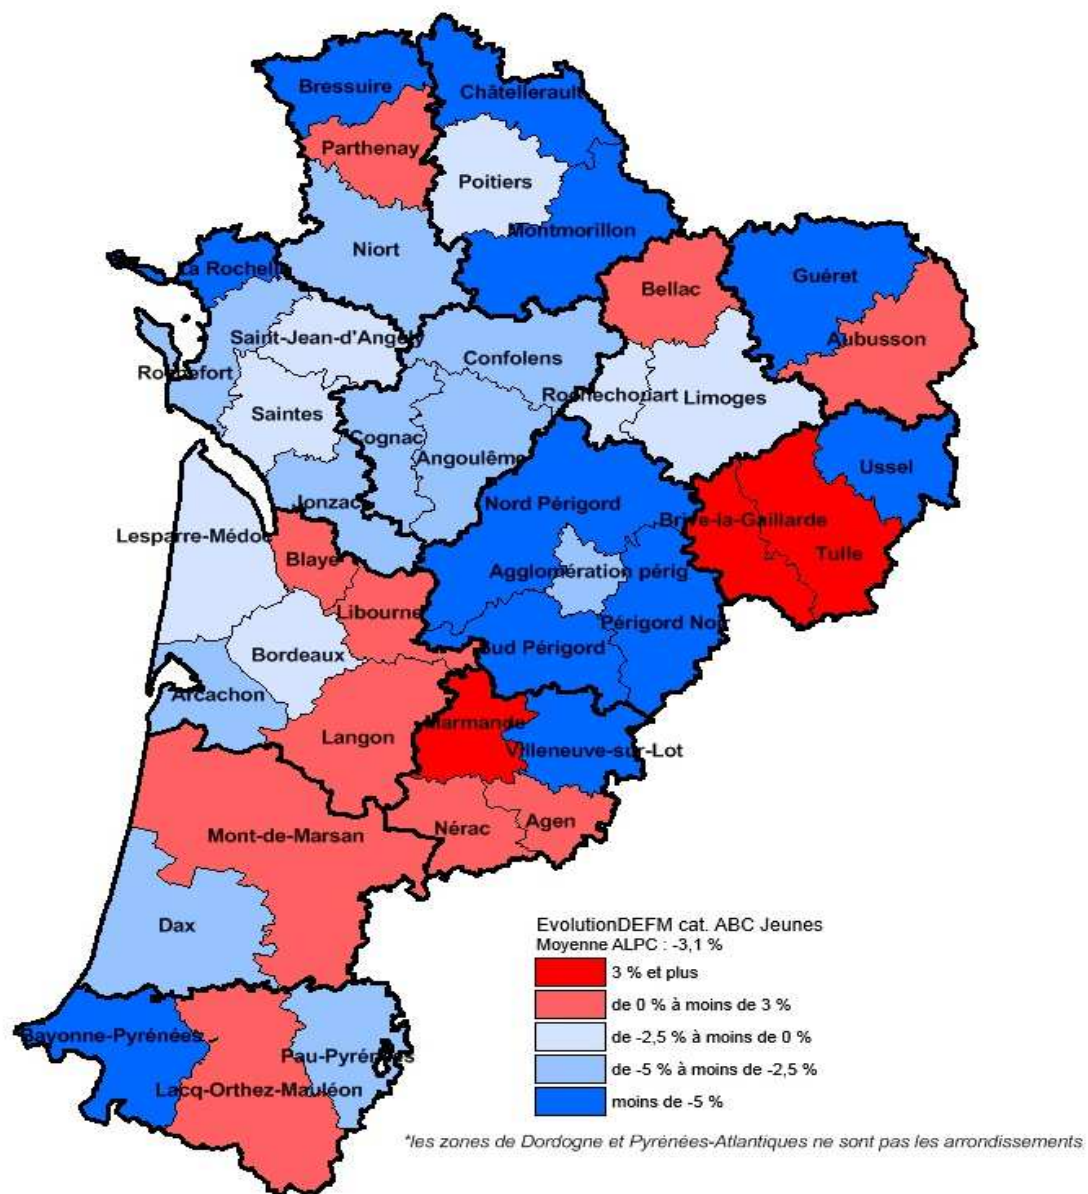 Bressuire
Châtellerault
Parthenay
Poitiers
Montmorillon
Niort
La Rochelle
Guéret
Bellac
Aubusson
Saint-Jean-d'Angely
Confolens
Rochefort
Rochechouart
Limoges
Saintes
Cognac
Angoulême
Ussel
Jonzac
Nord Périgord
Brive-la-Gaillarde
Lesparre-Médoc
Tulle
Blaye
Agglomération périg
Libourne
Périgord Noir
Bordeaux
Sud Périgord
Arcachon
Marmande
Langon
Villeneuve-sur-Lot
Nérac
Agen
Mont-de-Marsan
Dax
Bayonne-Pyrénées
Pau-Pyrénées
Lacq-Orthez-Mauléon
EvolutionDEFM cat. ABC Jeunes
Moyenne ALPC : -3,1 %
3 % et plus
de 0 % à moins de 3 %
de -2,5 % à moins de 0 %
de -5 % à moins de -2,5 %
moins de -5 %
*les zones de Dordogne et Pyrénées-Atlantiques ne sont pas les arrondissements